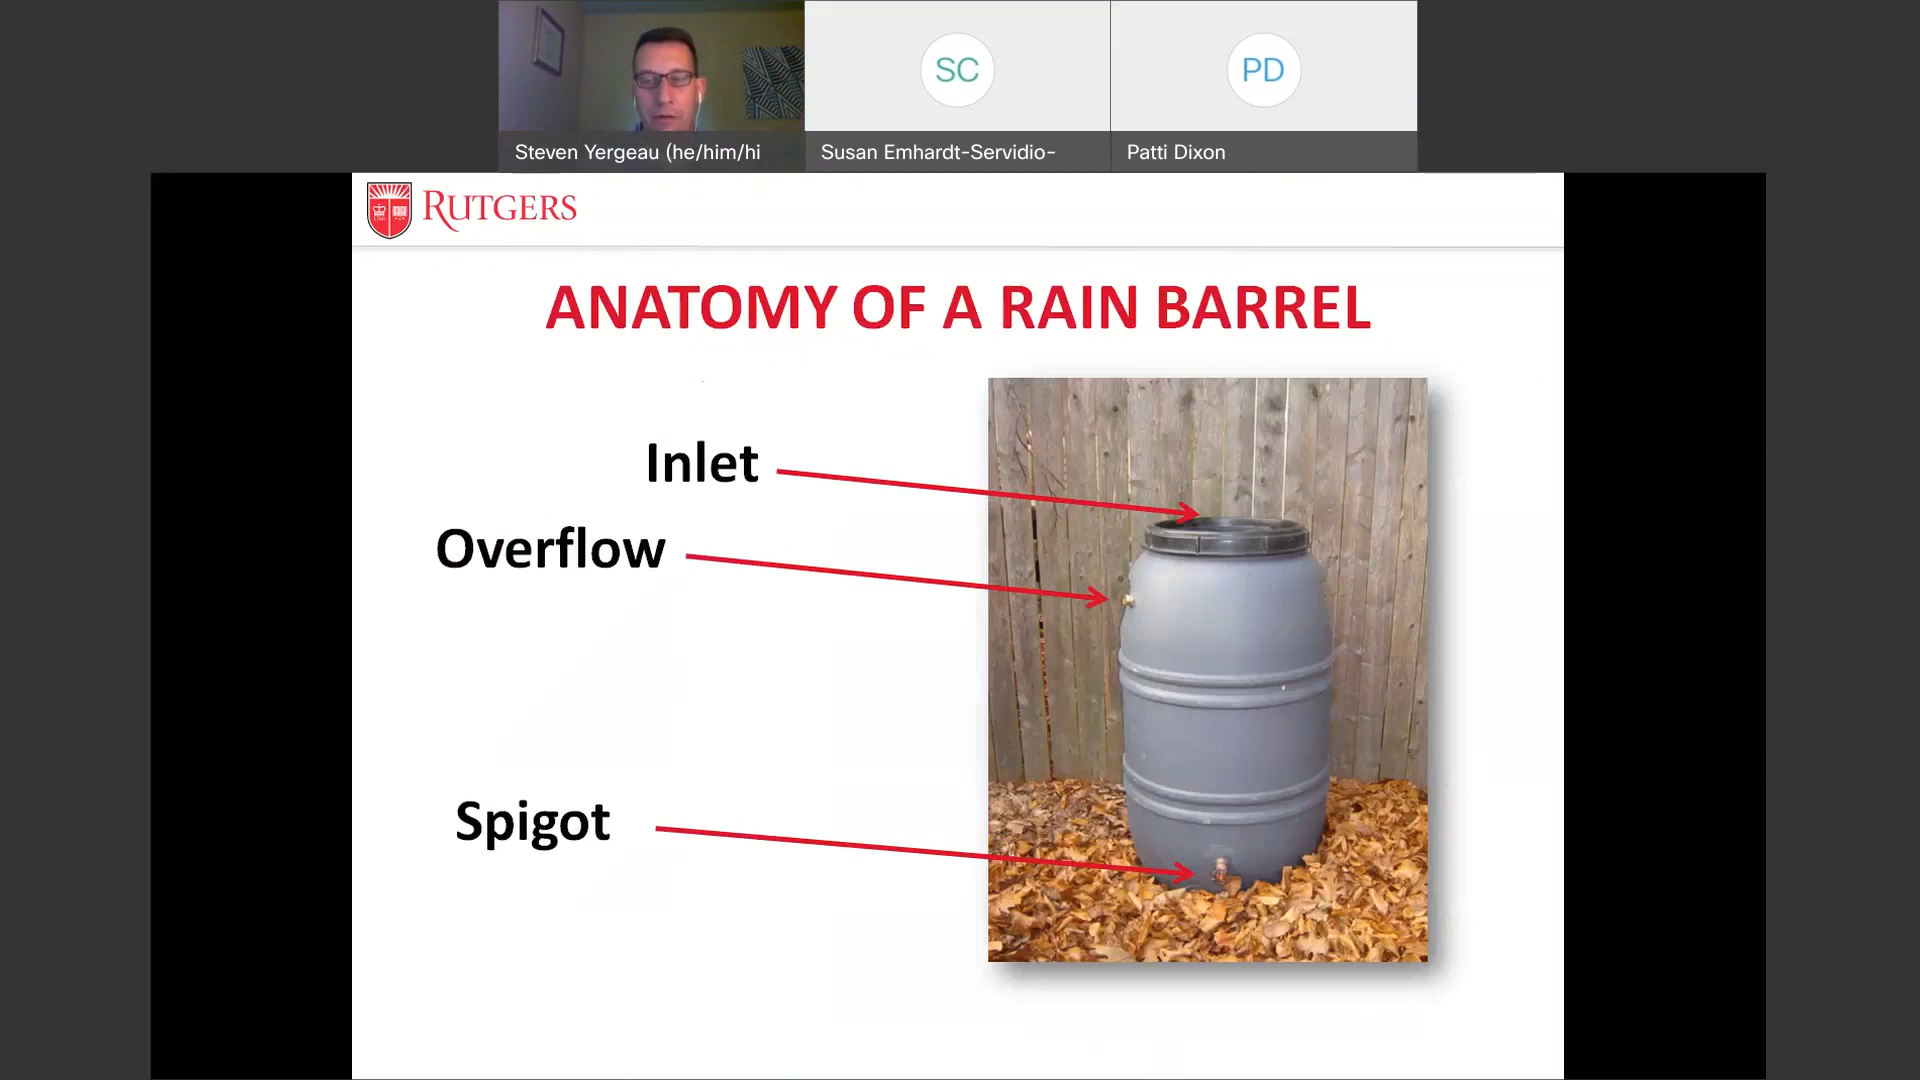 SC
PD
Steven Yergeau (he/him/hi
Susan Emhardt-Servidio-
Patti Dixon
RUTGERS
ANATOMY OF A RAIN BARREL
Inlet
Overflow
Spigot